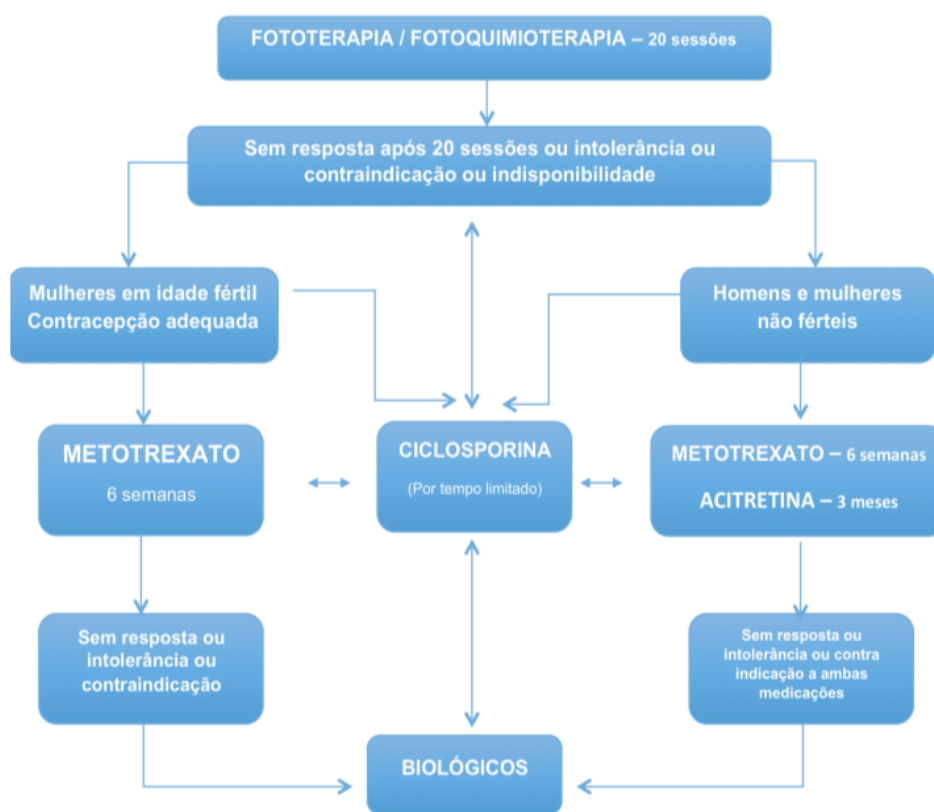 FOTOTERAPIA / FOTOQUIMIOTERAPIA – 20 sessões
Sem resposta após 20 sessões ou intolerância ou
contraindicação ou indisponibilidade
Mulheres em idade fértil
Contracepção adequada
Homens e mulheres
não férteis
METOTREXATO
6 semanas
CICLOSPORINA
(Por tempo limitado)
METOTREXATO – 6 semanas
ACITRETINA – 3 meses
Sem resposta ou
intolerância ou
contraindicação
Sem resposta ou
intolerância ou contra
indicação a ambas
medicações
BIOLÓGICOS